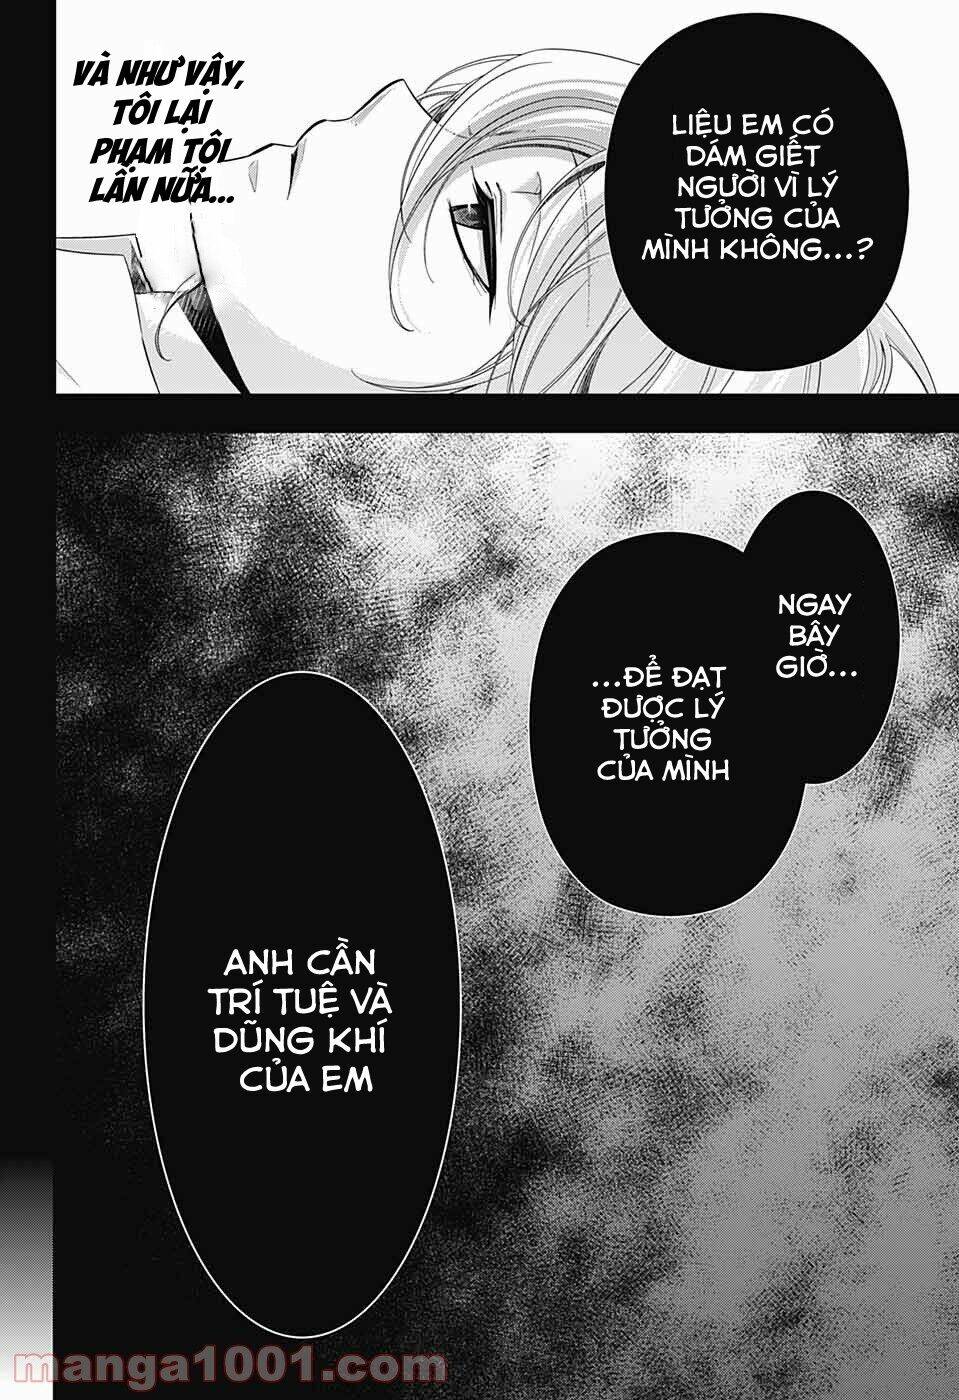 LIỆU EM CÓ
DÁM GIẾT
NGƯỜI VÌ LÝ
TƯỞNG CỦA
MÌNH KHÔNG...?
VÀ NHƯ VẬY,
TÔI LẠI
PHẠM TỘI
LẦN NỮA...
NGAY
BÂY
GIỜ...
...ĐỂ ĐẠT
ĐƯỢC LÝ
TƯỞNG
CỦA MÌNH
ANH CẦN
TRÍ TUỆ VÀ
DŨNG KHÍ
CỦA EM
manga1001.com